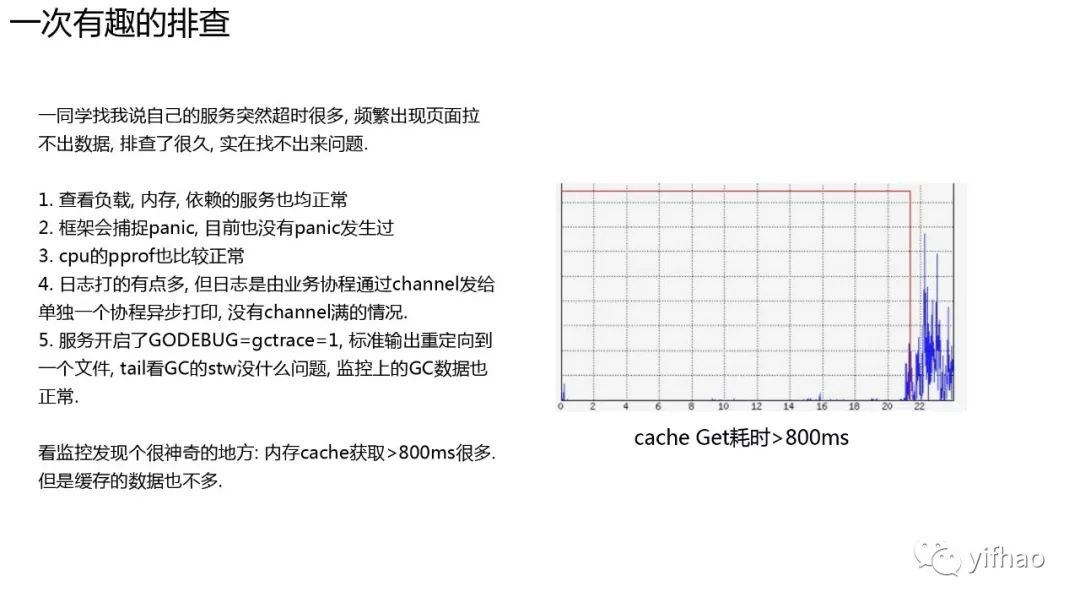 一次有趣的排查
一同学找我说自己的服务突然超时很多, 频繁出现页面拉
不出数据, 排查了很久, 实在找不出来问题.
1. 查看负载, 内存, 依赖的服务也均正常
2. 框架会捕捉panic, 目前也没有panic发生过
3. cpu的pprof也比较正常
4. 日志打的有点多, 但日志是由业务协程通过channel发给
单独一个协程异步打印, 没有channel满的情况.
5. 服务开启了GODEBUG=gctrace=1, 标准输出重定向到
一个文件, tail看GC的stw没什么问题, 监控上的GC数据也
正常.
看监控发现个很神奇的地方: 内存cache获取>800ms很多.
但是缓存的数据也不多.
0 2 4 6 8 10 12 14 16 18 20 22
cache Get耗时>800ms
yifhao